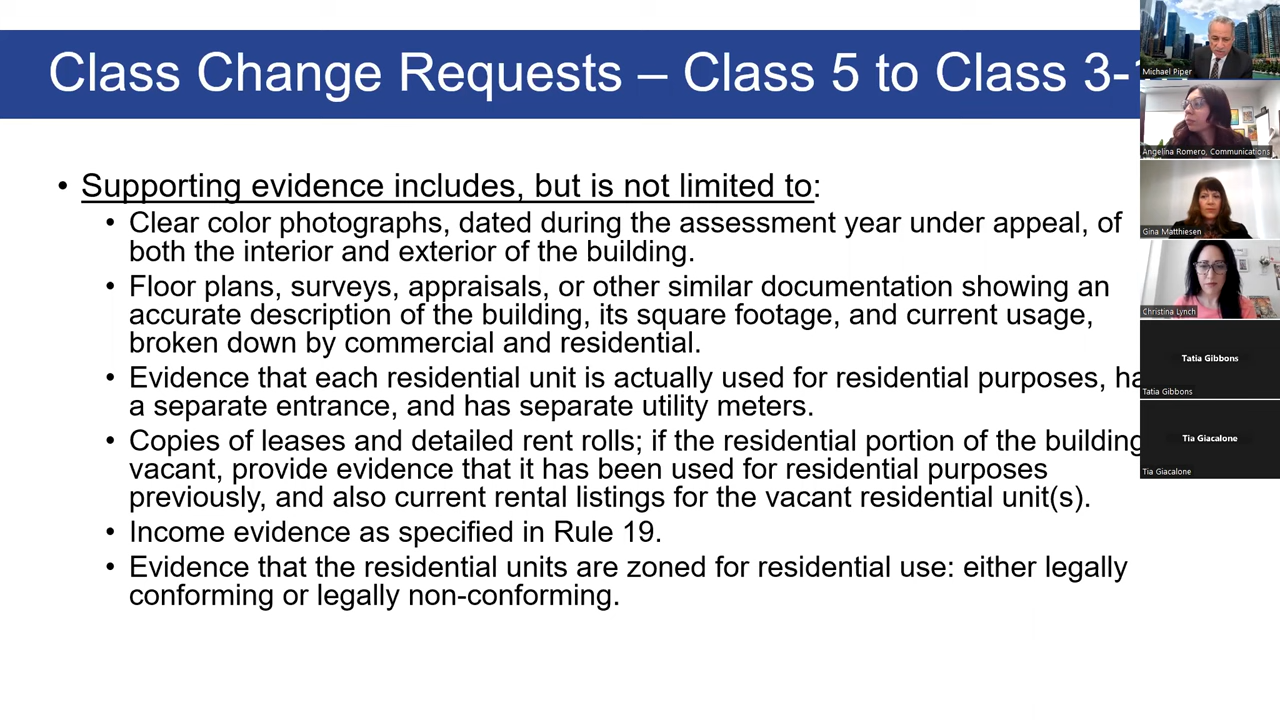 Class Change Requests – Class 5 to Class 3-
• Supporting evidence includes, but is not limited to:
• Clear color photographs, dated during the assessment year under appeal, of
both the interior and exterior of the building.
• Floor plans, surveys, appraisals, or other similar documentation showing an
accurate description of the building, its square footage, and current usage,
broken down by commercial and residential.
• Evidence that each residential unit is actually used for residential purposes,
a separate entrance, and has separate utility meters.
• Copies of leases and detailed rent rolls; if the residential portion of the building
vacant, provide evidence that it has been used for residential purposes
previously, and also current rental listings for the vacant residential unit(s).
• Income evidence as specified in Rule 19.
• Evidence that the residential units are zoned for residential use: either legally
conforming or legally non-conforming.
Michael Piper
Angelina Romero, Communications
Gina Matthiesen
Christina Lynch
Tatia Gibbons
Tatia Gibbons
Tia Giacalone
Tia Giacalone